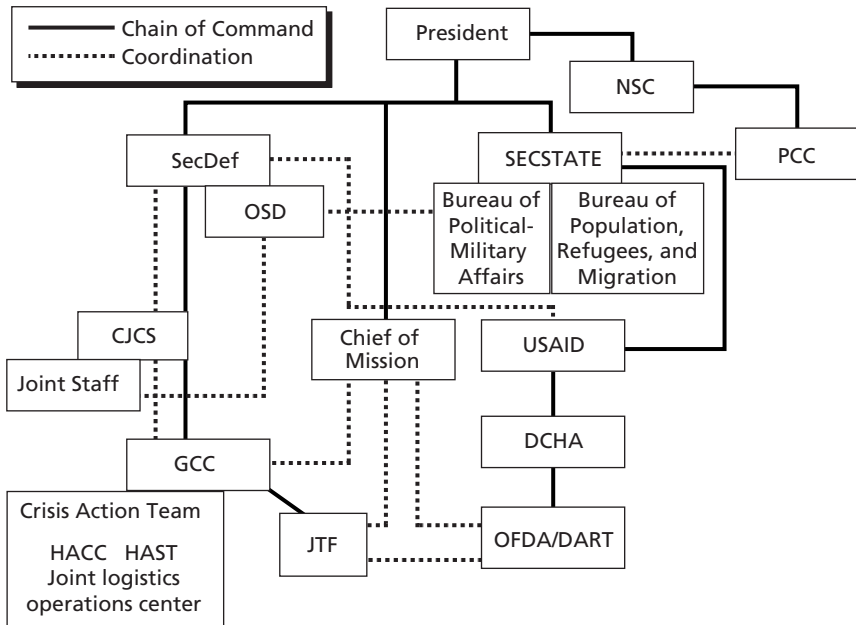 Chain of Command
Coordination
President
NSC
PCC
SecDef
OSD
SECSTATE
Bureau of
Political-
Military
Affairs
Bureau of
Population,
Refugees, and
Migration
CJCS
Joint Staff
Chief of
Mission
USAID
DCHA
GCC
Crisis Action Team
HACC HAST
Joint logistics
operations center
JTF
OFDA/DART